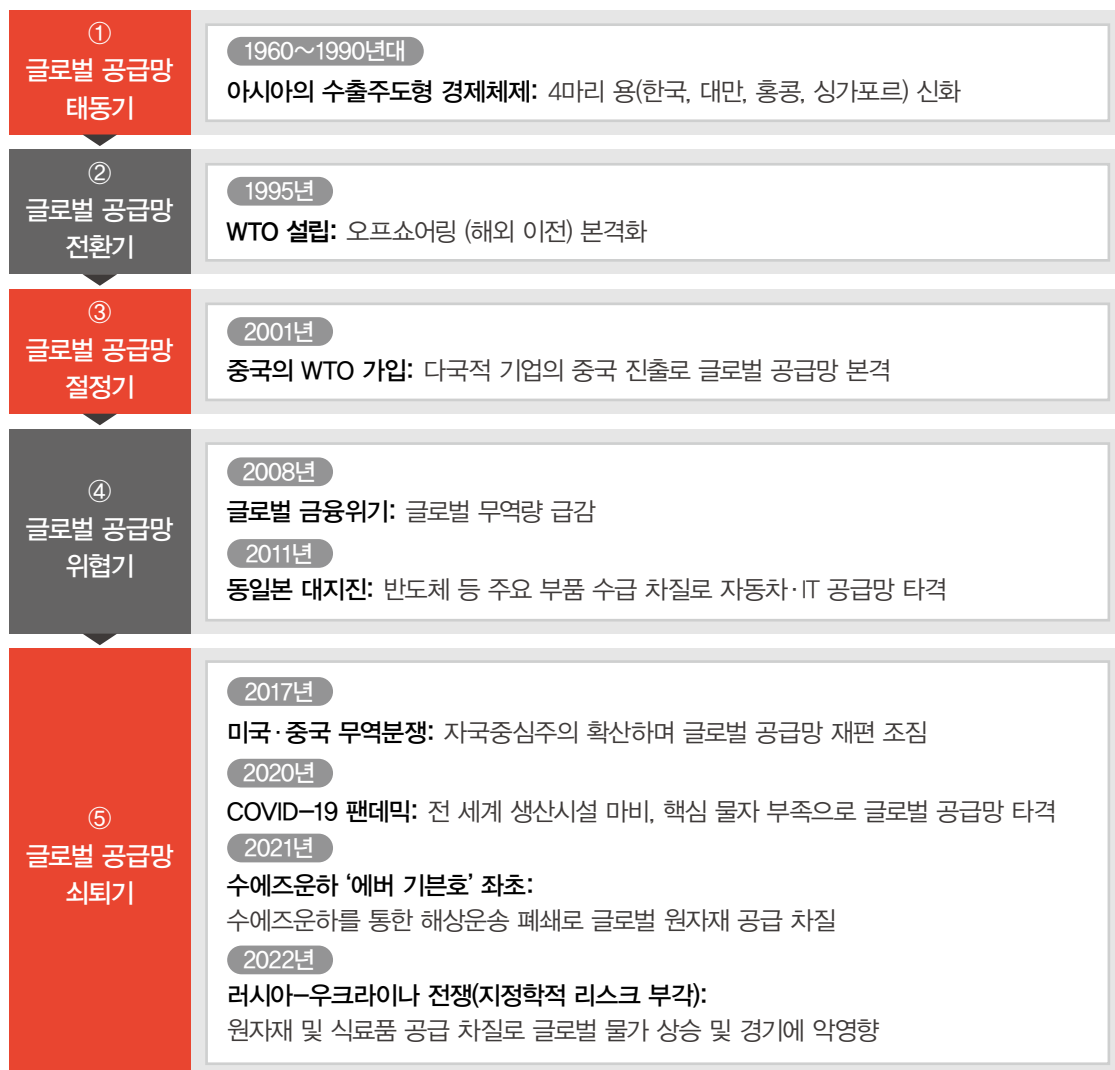 ①
글로벌 공급망
태동기
1960～1990년대
아시아의 수출주도형 경제체제: 4마리 용(한국, 대만, 홍콩, 싱가포르) 신화
②
글로벌 공급망
전환기
1995년
WTO 설립: 오프쇼어링 (해외 이전) 본격화
③
글로벌 공급망
절정기
2001년
중국의 WTO 가입: 다국적 기업의 중국 진출로 글로벌 공급망 본격
④
글로벌 공급망
위협기
2008년
글로벌 금융위기: 글로벌 무역량 급감
2011년
동일본 대지진: 반도체 등 주요 부품 수급 차질로 자동차·IT 공급망 타격
⑤
글로벌 공급망
쇠퇴기
2017년
미국·중국 무역분쟁: 자국중심주의 확산하며 글로벌 공급망 재편 조짐
2020년
COVID-19 팬데믹: 전 세계 생산시설 마비, 핵심 물자 부족으로 글로벌 공급망 타격
2021년
수에즈운하 ‘에버 기븐호’ 좌초:
수에즈운하를 통한 해상운송 폐쇄로 글로벌 원자재 공급 차질
2022년
러시아-우크라이나 전쟁(지정학적 리스크 부각):
원자재 및 식료품 공급 차질로 글로벌 물가 상승 및 경기에 악영향